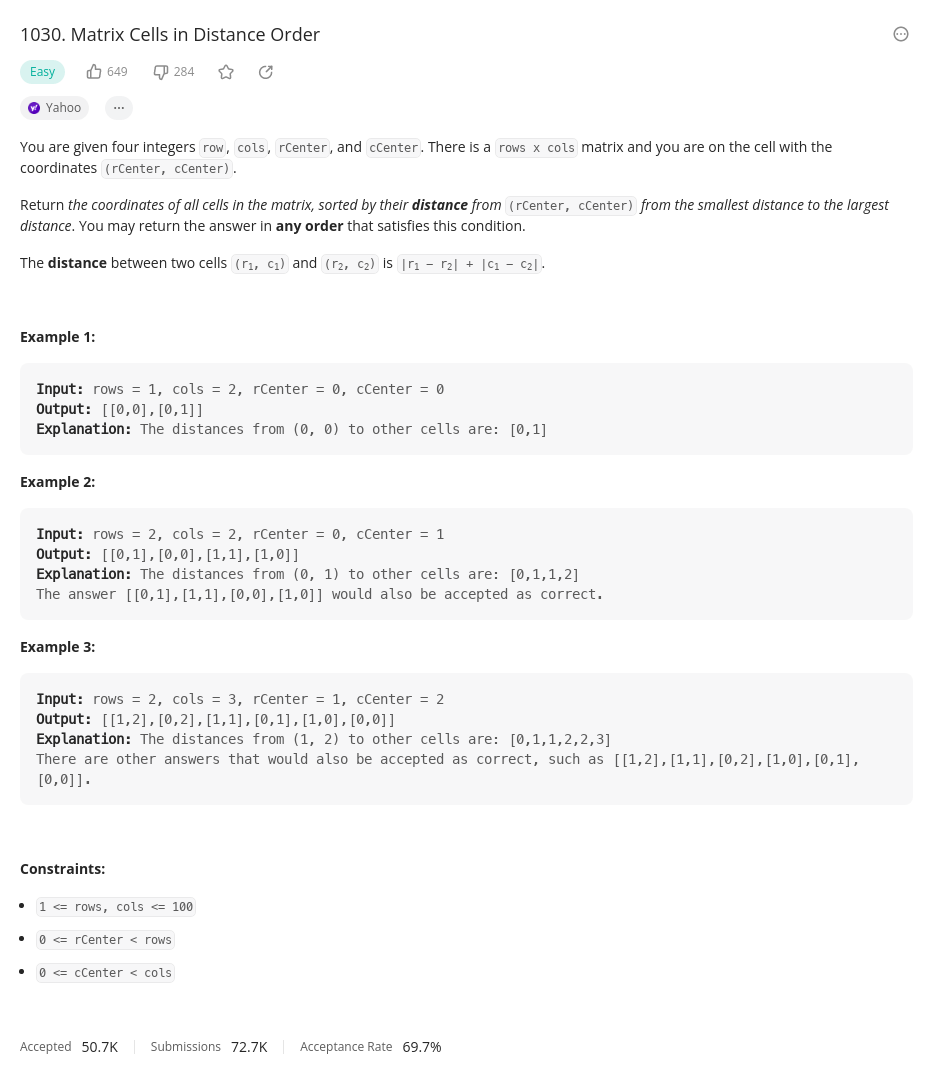 1030. Matrix Cells in Distance Order
Easy 649 284
Yahoo ...
You are given four integers row, cols, rCenter, and cCenter. There is a rows x cols matrix and you are on the cell with the
coordinates (rCenter, cCenter).
Return the coordinates of all cells in the matrix, sorted by their distance from (rCenter, cCenter) from the smallest distance to the largest
distance. You may return the answer in any order that satisfies this condition.
The distance between two cells (r₁, c₁) and (r₂, c₂) is |r₁ − r₂| + |c₁ − c₂|.
Example 1:
Input: rows = 1, cols = 2, rCenter = 0, cCenter = 0
Output: [[0,0],[0,1]]
Explanation: The distances from (0, 0) to other cells are: [0,1]
Example 2:
Input: rows = 2, cols = 2, rCenter = 0, cCenter = 1
Output: [[0,1],[0,0],[1,1],[1,0]]
Explanation: The distances from (0, 1) to other cells are: [0,1,1,2]
The answer [[0,1],[1,1],[0,0],[1,0]] would also be accepted as correct.
Example 3:
Input: rows = 2, cols = 3, rCenter = 1, cCenter = 2
Output: [[1,2],[0,2],[1,1],[0,1],[1,0],[0,0]]
Explanation: The distances from (1, 2) to other cells are: [0,1,1,2,2,3]
There are other answers that would also be accepted as correct, such as [[1,2],[1,1],[0,2],[1,0],[0,1],
[0,0]].
Constraints:
• 1 <= rows, cols <= 100
• 0 <= rCenter < rows
• 0 <= cCenter < cols
Accepted 50.7K Submissions 72.7K Acceptance Rate 69.7%